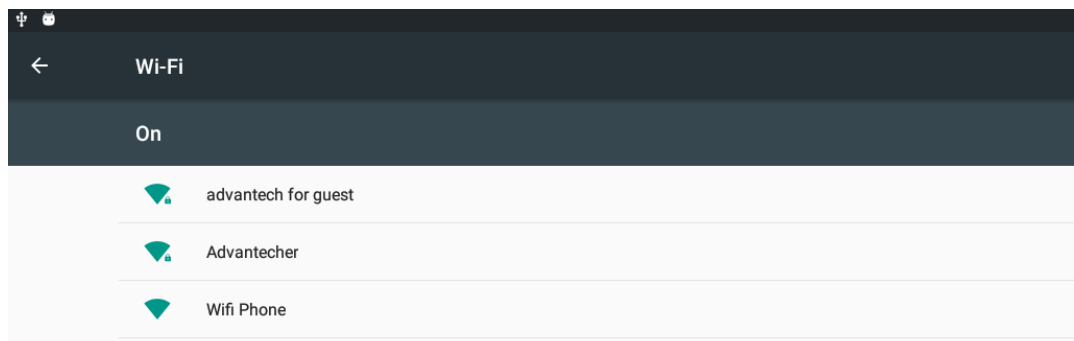 Wi-Fi
On
advantech for guest
Advantecher
Wifi Phone